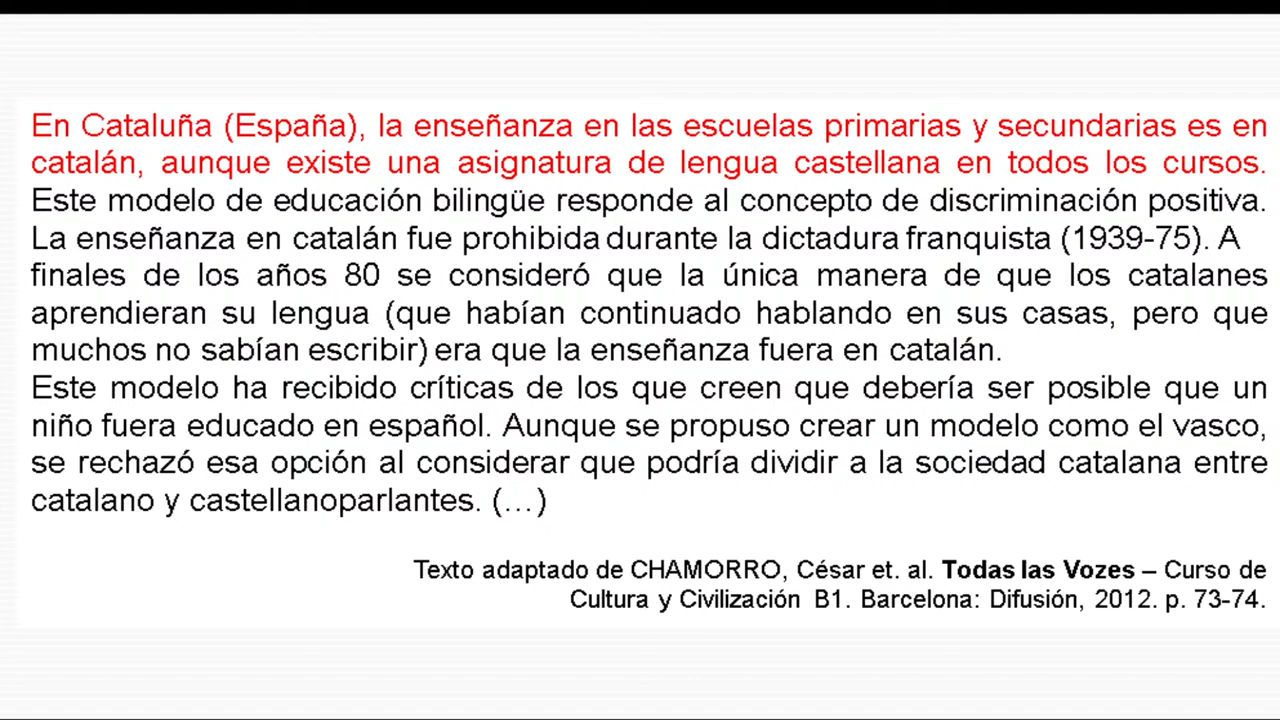 En Cataluña (España), la enseñanza en las escuelas primarias y secundarias es en
catalán, aunque existe una asignatura de lengua castellana en todos los cursos.
Este modelo de educación bilingüe responde al concepto de discriminación positiva.
La enseñanza en catalán fue prohibida durante la dictadura franquista (1939-75). A
finales de los años 80 se consideró que la única manera de que los catalanes
aprendieran su lengua (que habían continuado hablando en sus casas, pero que
muchos no sabían escribir) era que la enseñanza fuera en catalán.
Este modelo ha recibido críticas de los que creen que debería ser posible que un
niño fuera educado en español. Aunque se propuso crear un modelo como el vasco,
se rechazó esa opción al considerar que podría dividir a la sociedad catalana entre
catalano y castellanoparlantes. (…)
Texto adaptado de CHAMORRO, César et. al. Todas las Vozes – Curso de
Cultura y Civilización B1. Barcelona: Difusión, 2012. p. 73-74.